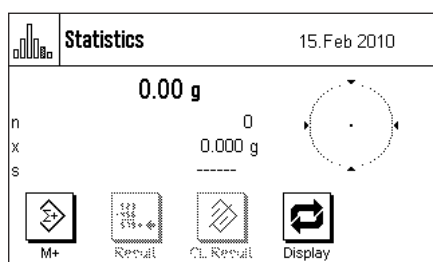 Statistics 15.Feb 2010
0.00 g
n 0
x 0.000 g
s ------
M+ Result CL Result Display